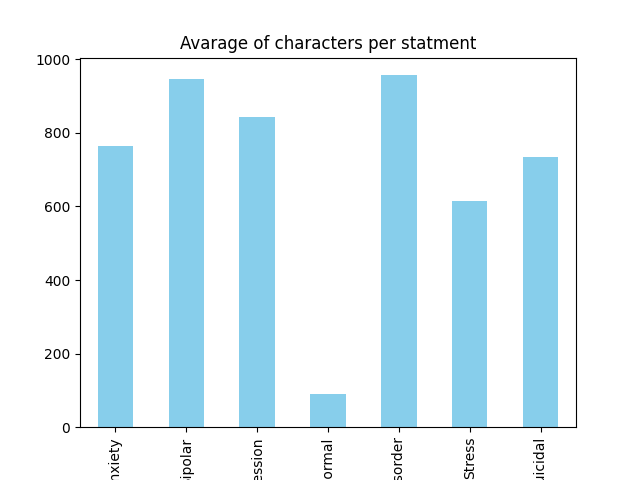 Avarage of characters per statment
1000
800
600
400
200
0
nxiety
ipolar
ession
ormal
sorder
Stress
uicidal